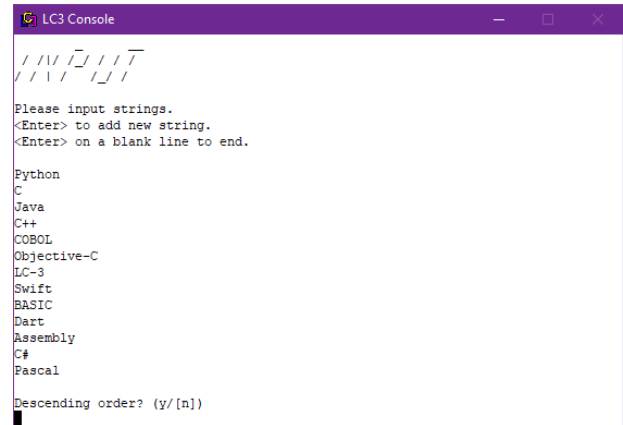 LC3 Console
Please input strings.
<Enter> to add new string.
<Enter> on a blank line to end.
Python
C
Java
C++
COBOL
Objective-C
LC-3
Swift
BASIC
Dart
Assembly
C#
Pascal
Descending order? (y/[n])